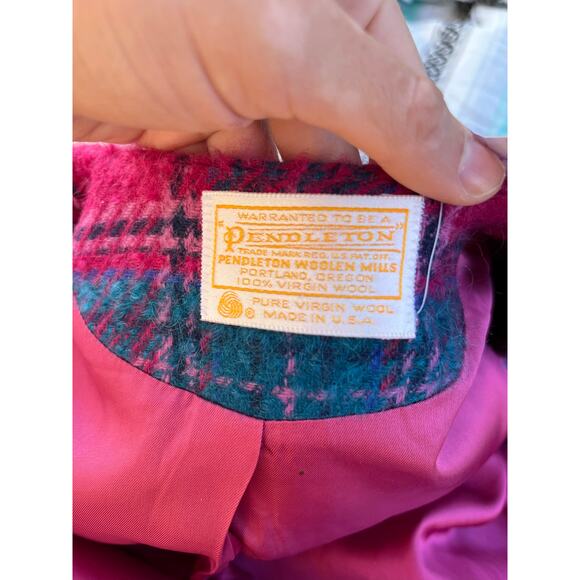 WARRANTED TO BE A
"PENDLETON"
TRADE MARK REG. U.S. PAT. OFF.
PENDLETON WOOLEN MILLS
PORTLAND, OREGON
100% VIRGIN WOOL
® PURE VIRGIN WOOL
MADE IN U.S.A.